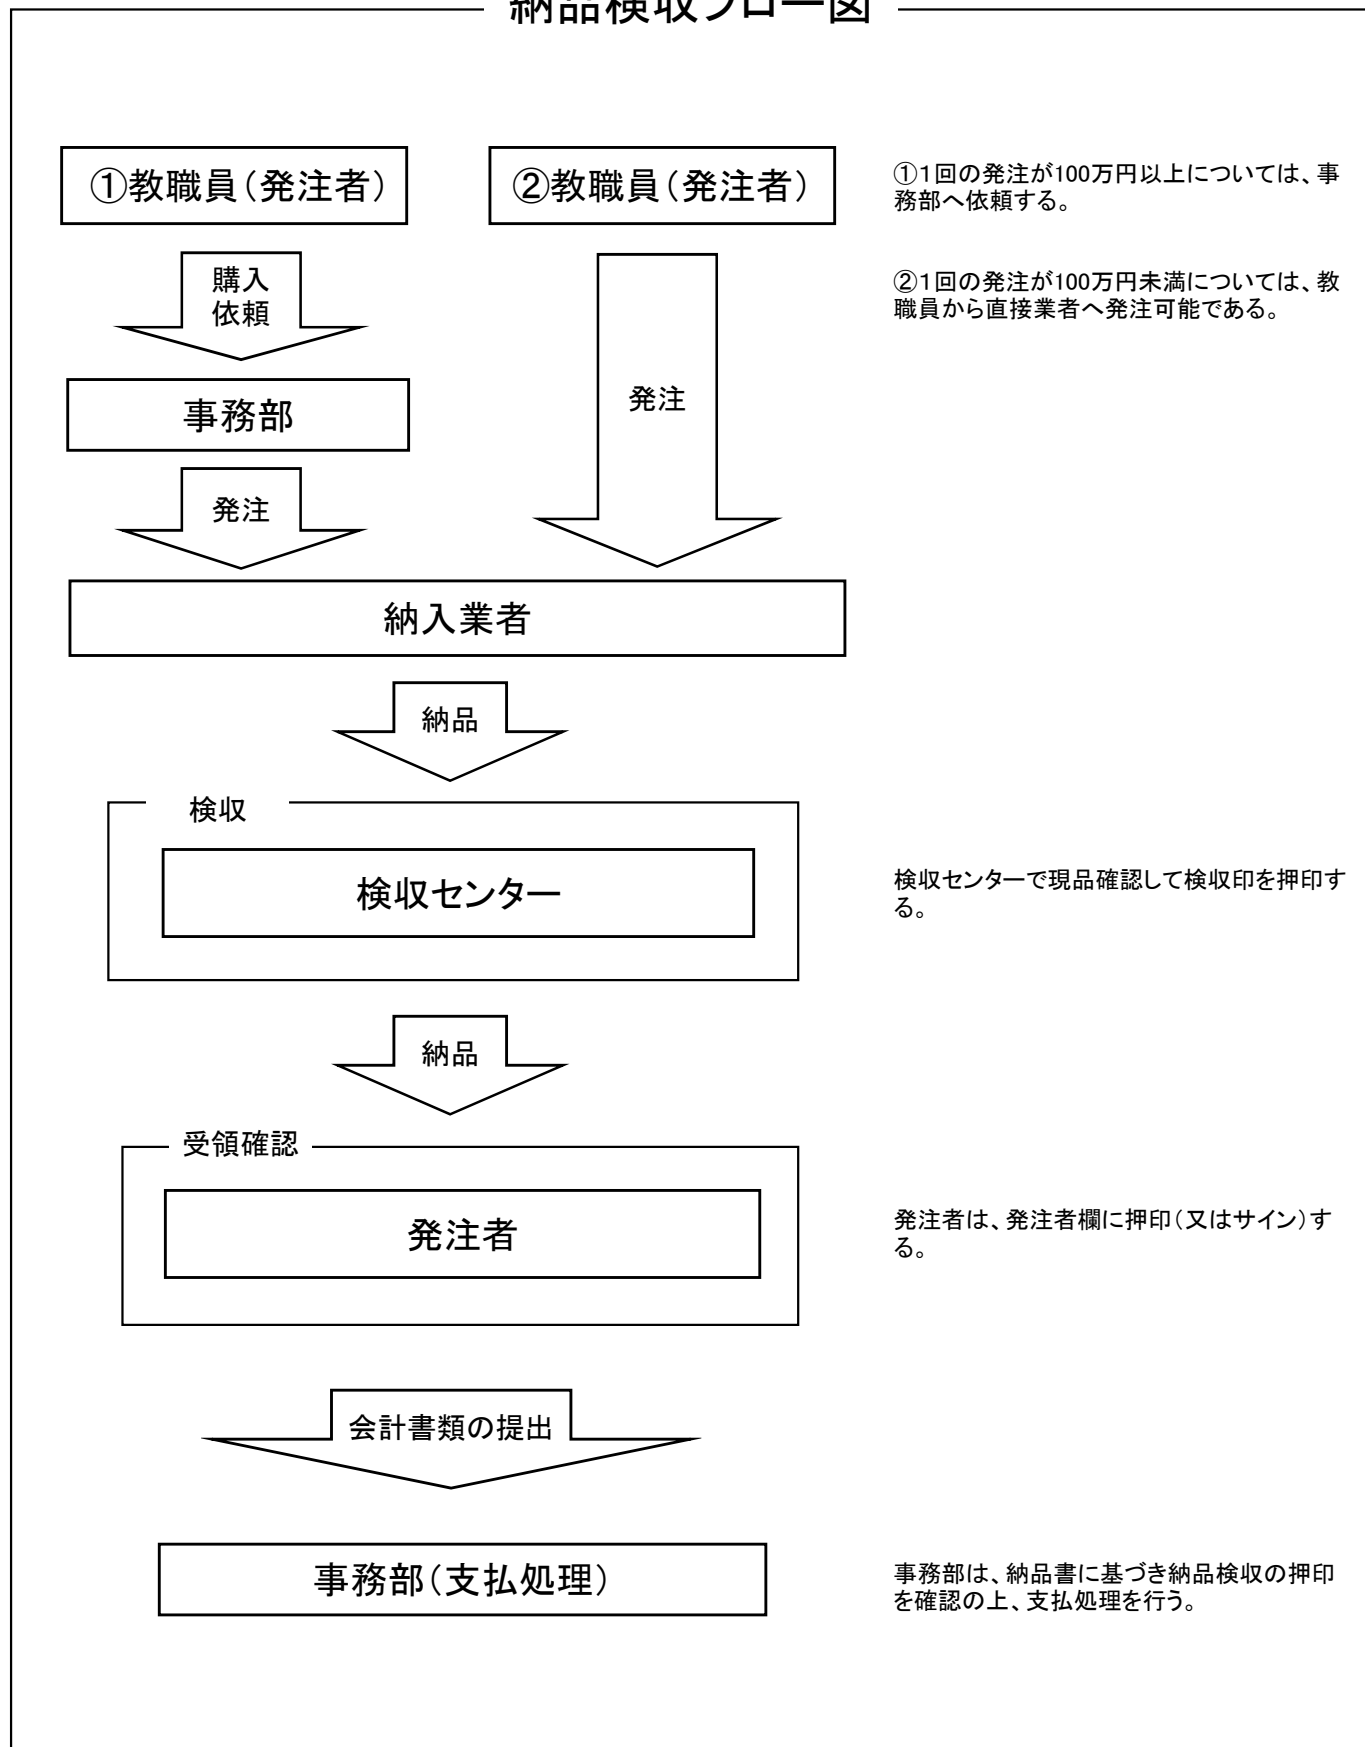 納品検収フロー図
①教職員（発注者）
②教職員（発注者）
①１回の発注が100万円以上については、事
務部へ依頼する。
購入
依頼
②１回の発注が100万円未満については、教
職員から直接業者へ発注可能である。
発注
事務部
発注
納入業者
納品
検収
検収センター
検収センターで現品確認して検収印を押印す
る。
納品
受領確認
発注者
発注者は、発注者欄に押印（又はサイン）す
る。
会計書類の提出
事務部（支払処理）
事務部は、納品書に基づき納品検収の押印
を確認の上、支払処理を行う。